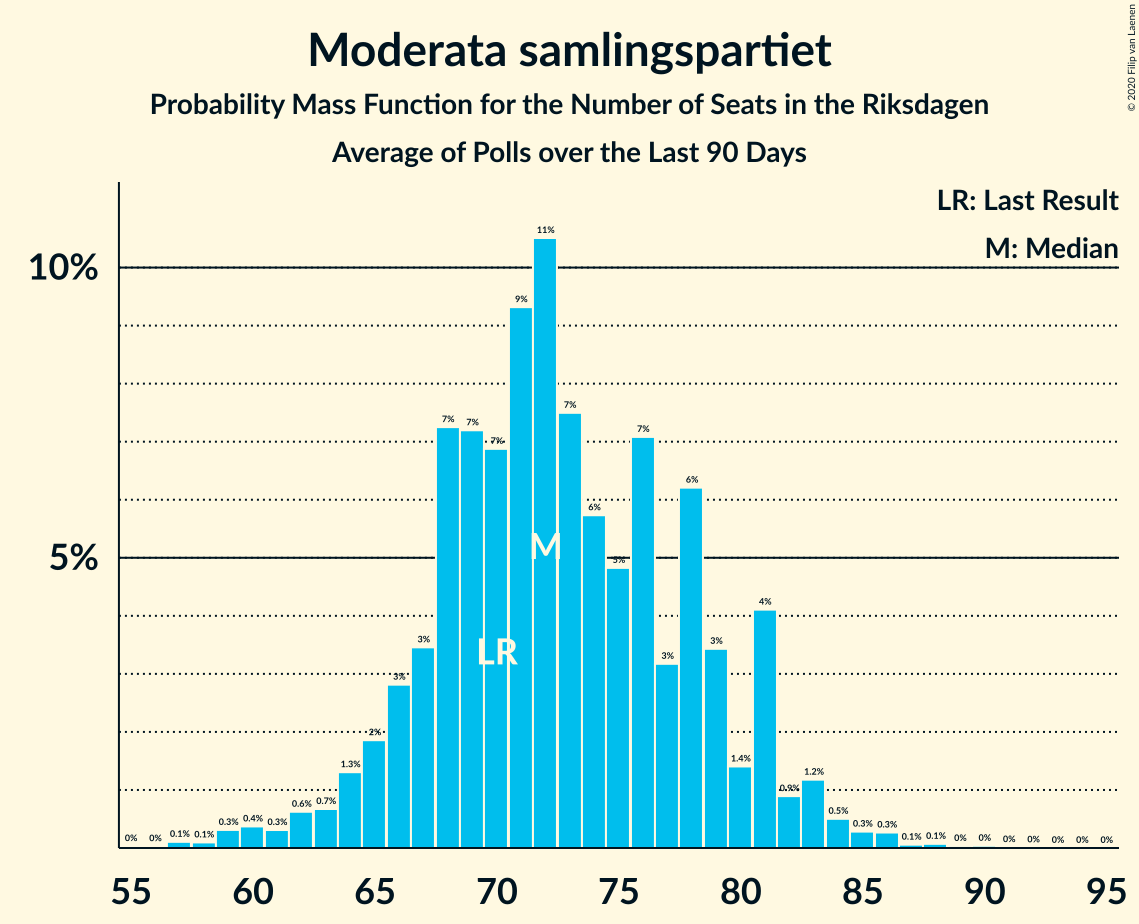 Moderata samlingspartiet
Probability Mass Function for the Number of Seats in the Riksdagen
Average of Polls over the Last 90 Days
© 2020 Filip van Laenen
LR: Last Result
M: Median
10%
5%
0% 0% 0.1% 0.1% 0.3% 0.4% 0.3% 0.6% 0.7% 1.3% 2% 3% 3% 7% 7% 7% 9% 11% 7% 6% 5% 7% 3% 6% 3% 1.4% 4% 0.9% 1.2% 0.5% 0.3% 0.3% 0.1% 0.1% 0% 0% 0% 0% 0% 0% 0%
M
LR
55 60 65 70 75 80 85 90 95